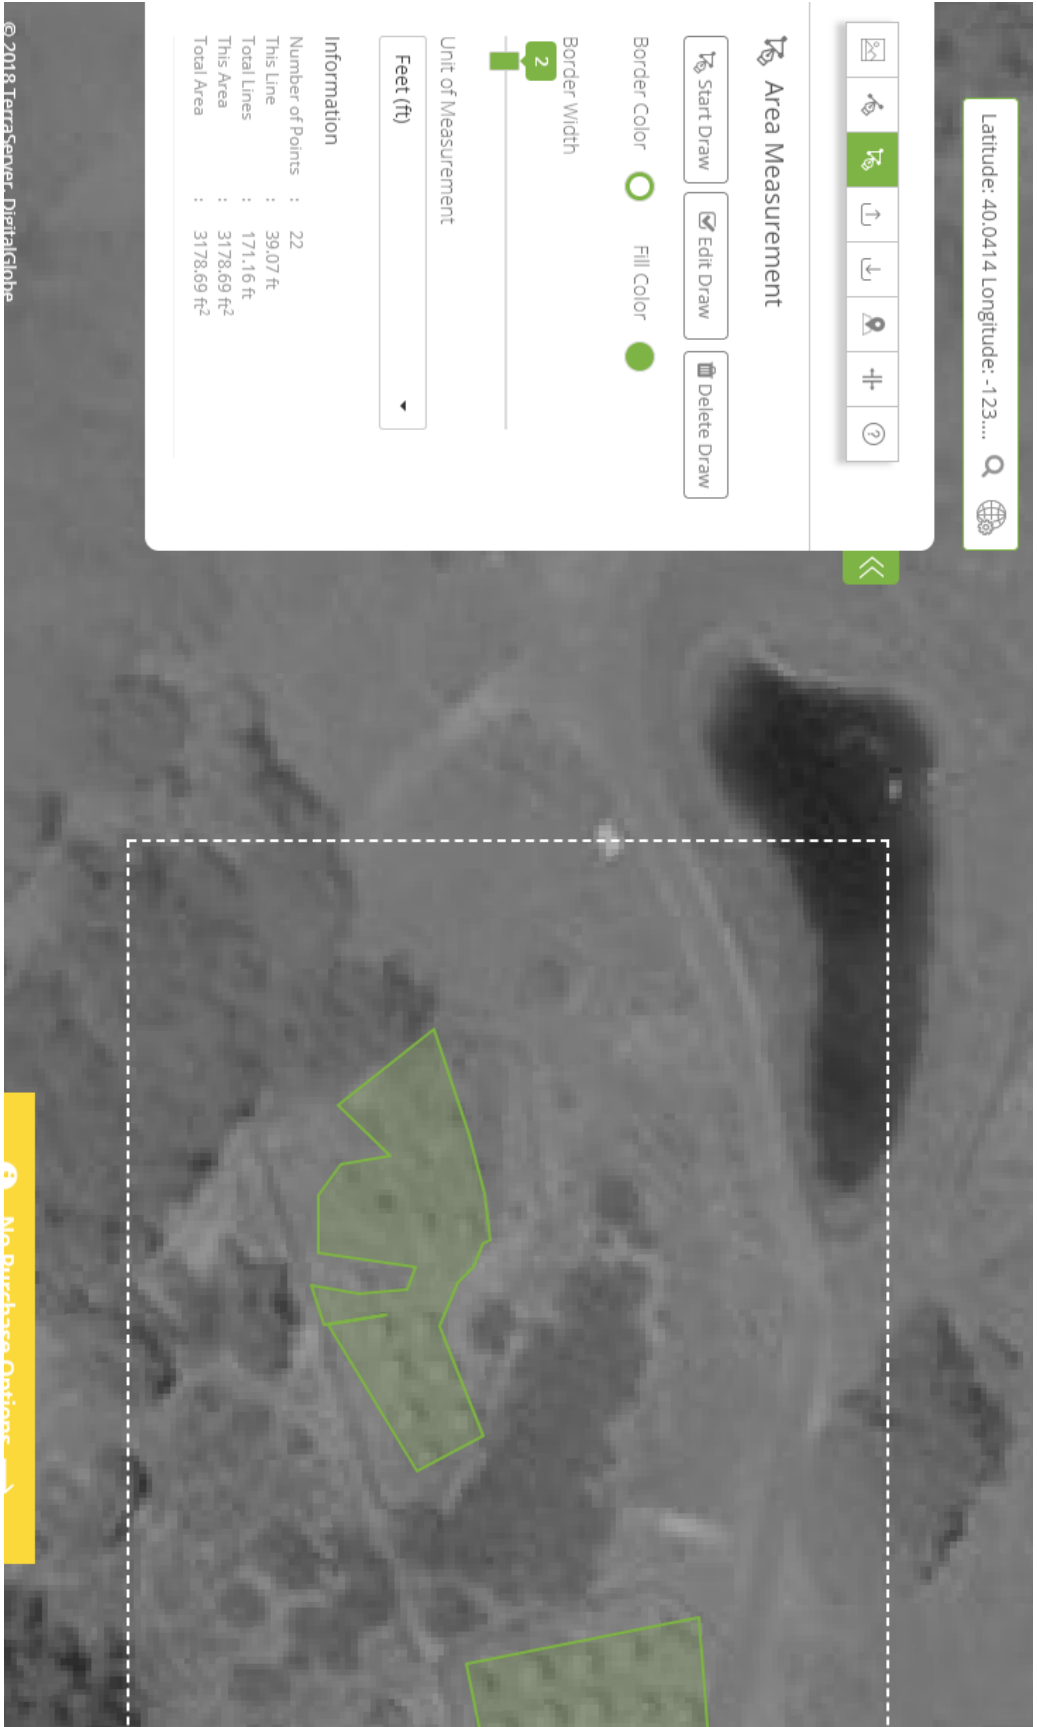 Latitude: 40.0414 Longitude: -123....
Area Measurement
Start Draw
Edit Draw
Delete Draw
Border Color
Fill Color
Border Width
2
Unit of Measurement
Feet (ft)
Information
Number of Points : 22
This Line : 39.07 ft
Total Lines : 171.16 ft
This Area : 3178.69 ft²
Total Area : 3178.69 ft²
© 2018 TerraServer, DigitalGlobe
No Purchase Options